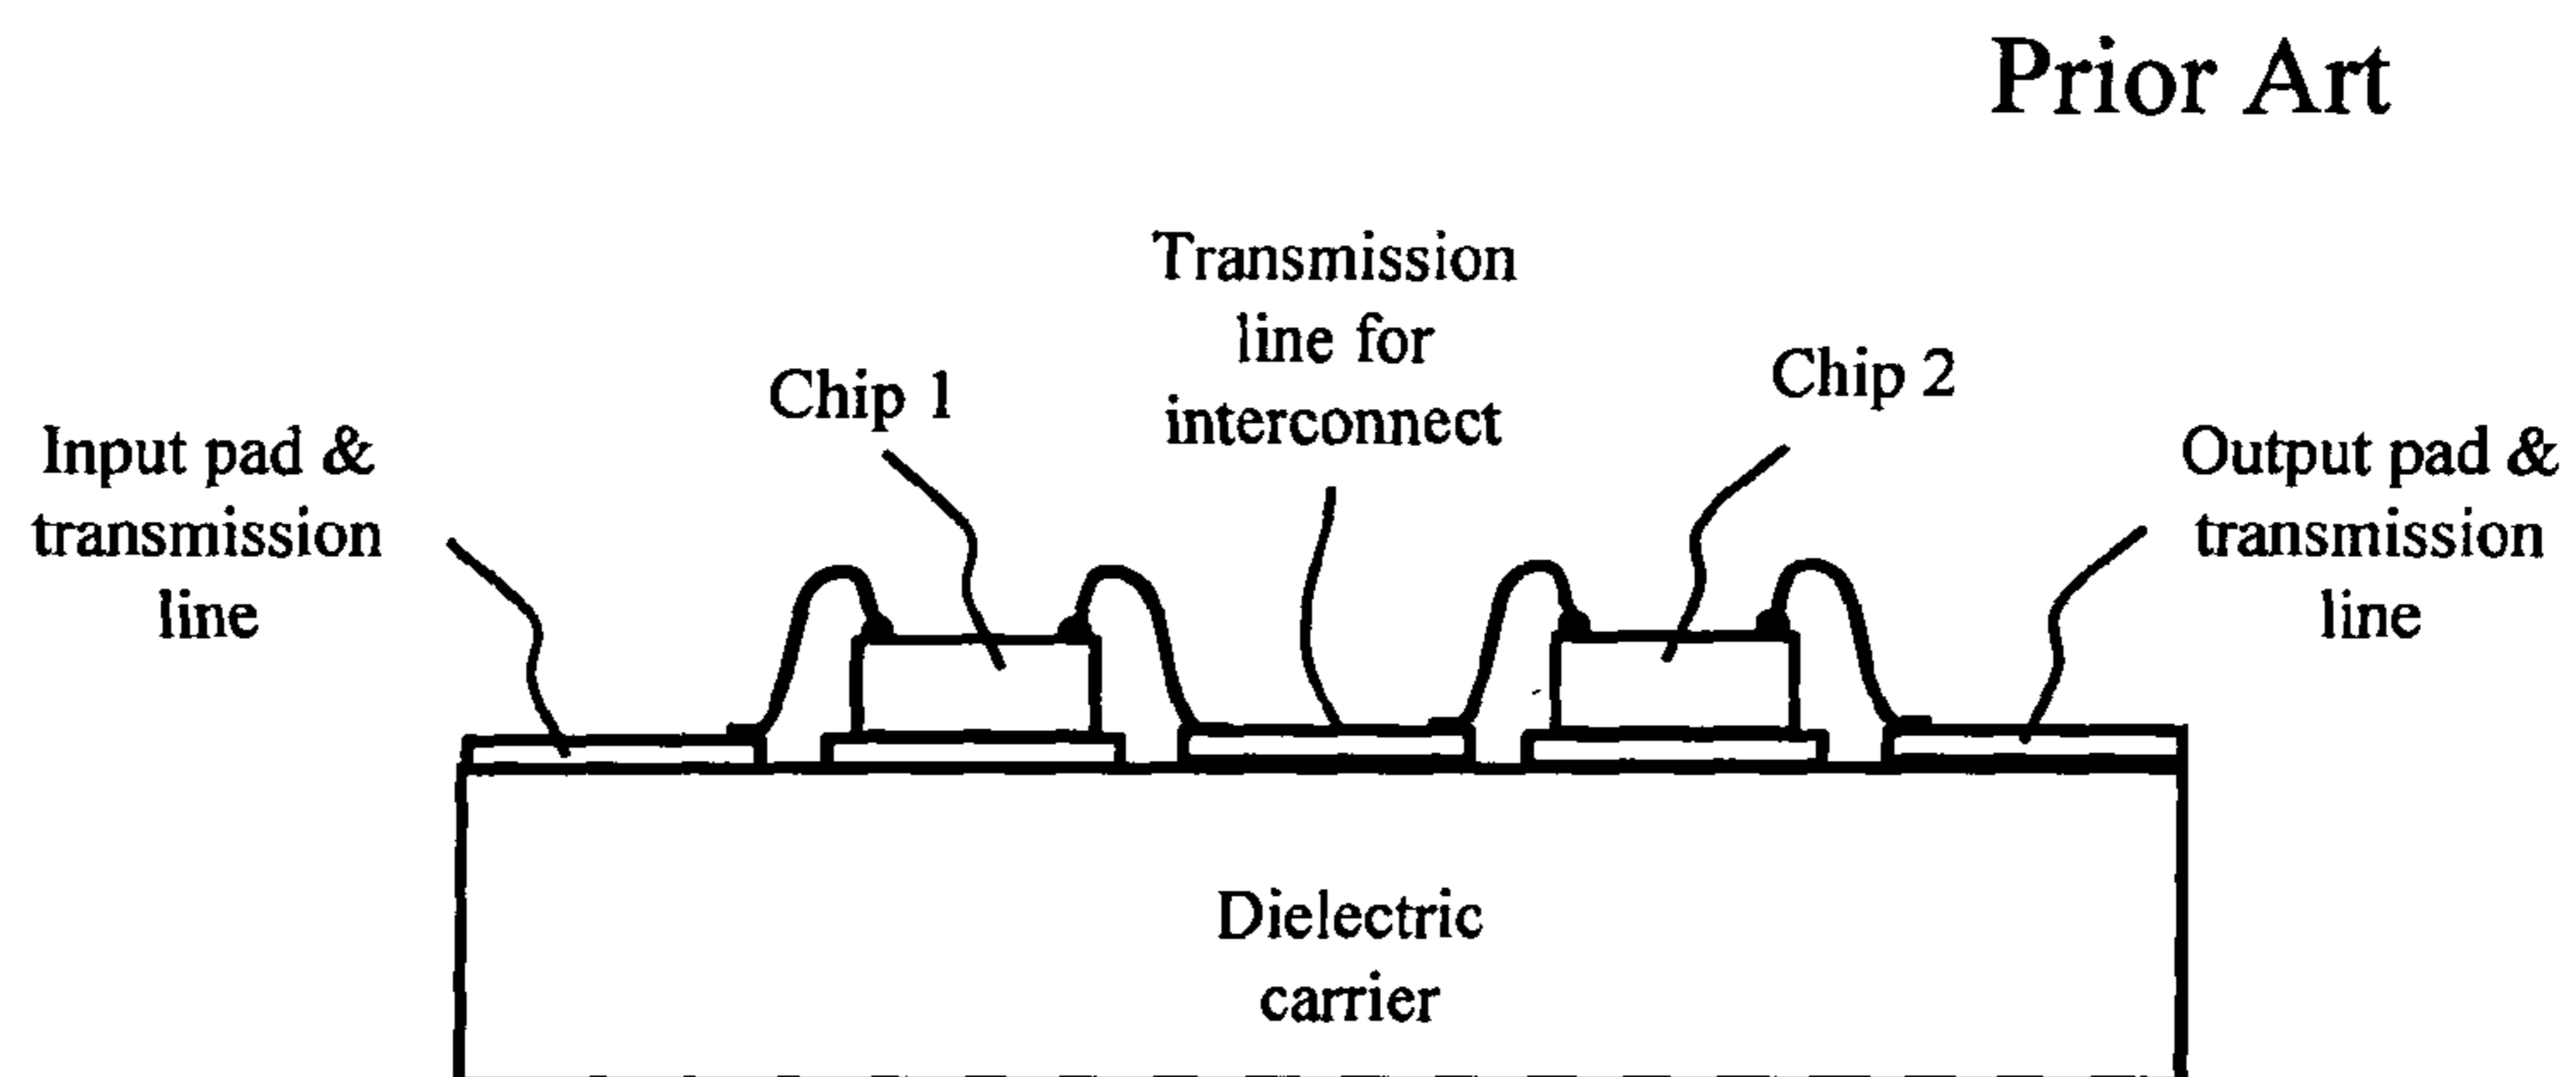 Prior Art
Transmission
line for
interconnect
Chip 1
Chip 2
Input pad &
transmission
line
Output pad &
transmission
line
Dielectric
carrier